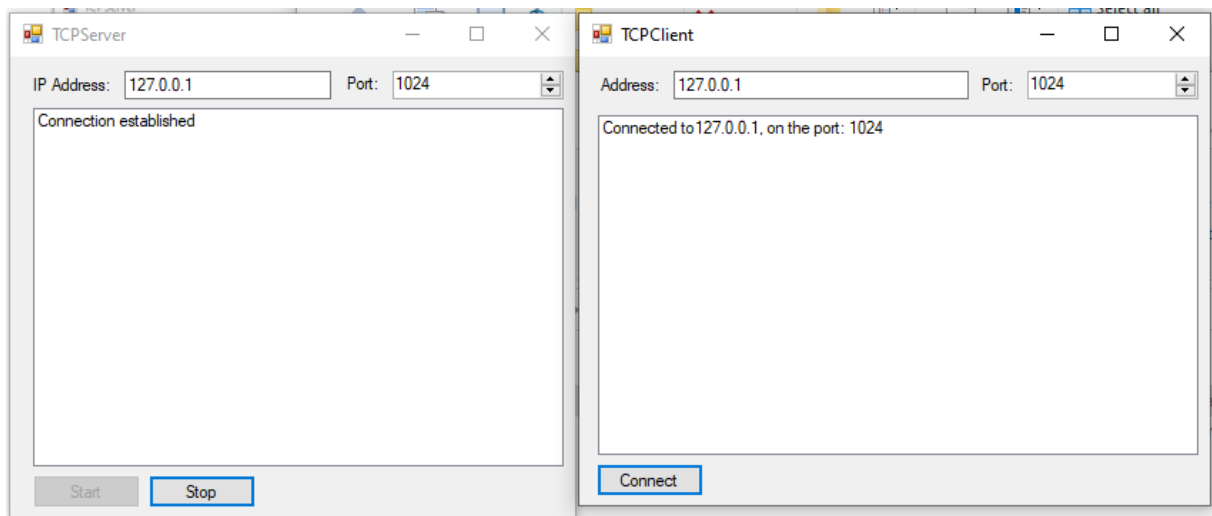 TCPServer
IP Address: 127.0.0.1 Port: 1024
Connection established
Start Stop
TCPClient
Address: 127.0.0.1 Port: 1024
Connected to127.0.0.1, on the port: 1024
Connect